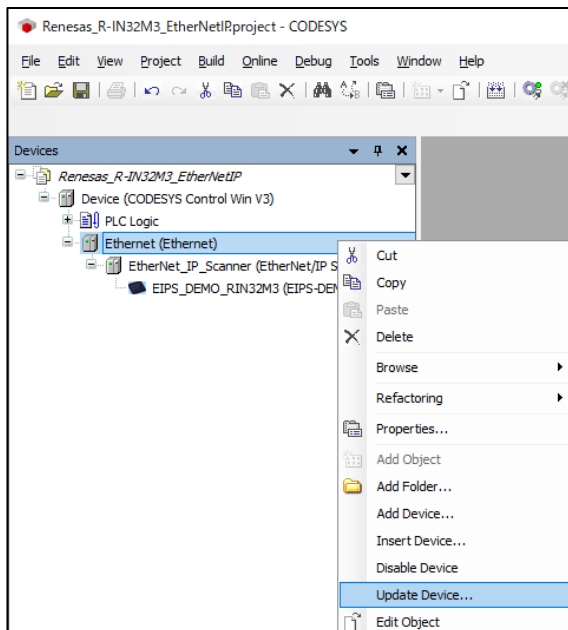 Renesas_R-IN32M3_EtherNetIP.project - CODESYS
File Edit View Project Build Online Debug Tools Window Help
Devices
Renesas_R-IN32M3_EtherNetIP
Device (CODESYS Control Win V3)
PLC Logic
Ethernet (Ethernet)
EtherNet_IP_Scanner (EtherNet/IP S
EIPS_DEMO_RIN32M3 (EIPS-DEM
Cut
Copy
Paste
Delete
Browse
Refactoring
Properties...
Add Object
Add Folder...
Add Device...
Insert Device...
Disable Device
Update Device...
Edit Object